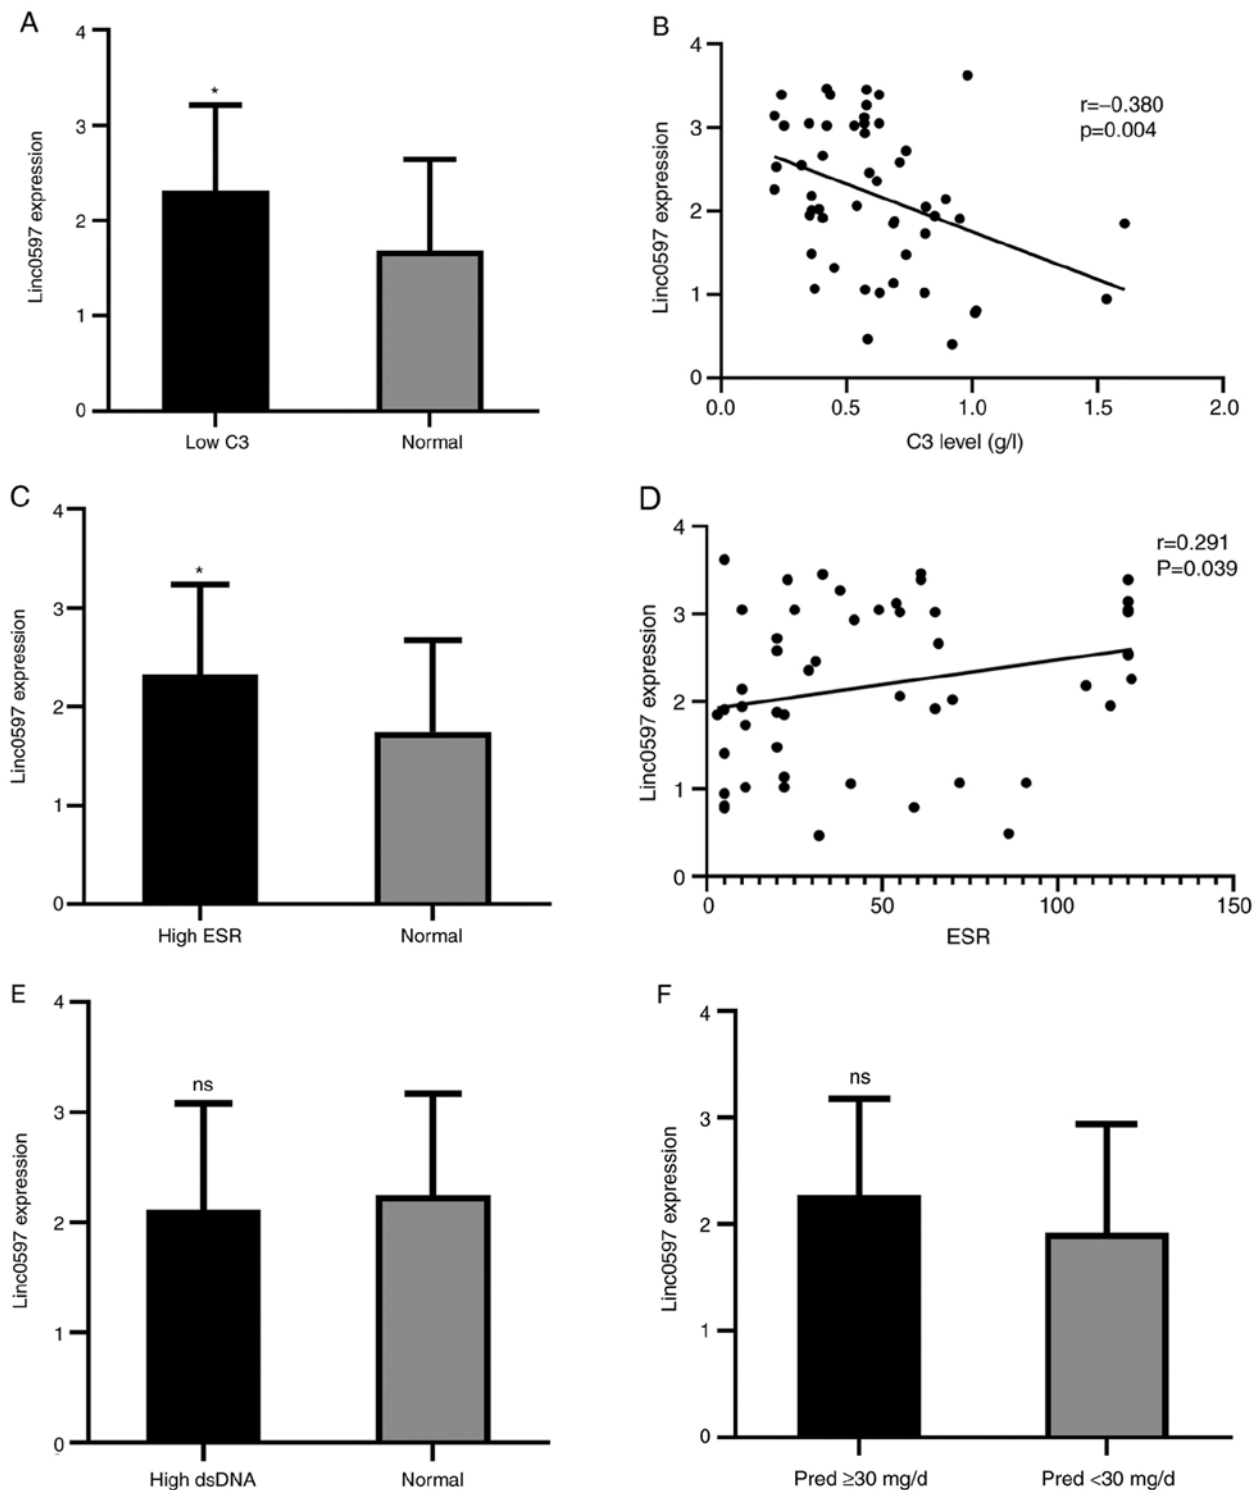 A
4
3
2
1
0
Linc0597 expression
*
Low C3
Normal
B
4
3
2
1
0
Linc0597 expression
r=−0.380
p=0.004
0.0
0.5
1.0
1.5
2.0
C3 level (g/l)
C
4
3
2
1
0
Linc0597 expression
*
High ESR
Normal
D
4
3
2
1
0
Linc0597 expression
r=0.291
P=0.039
0
50
100
150
ESR
E
4
3
2
1
0
Linc0597 expression
ns
High dsDNA
Normal
F
4
3
2
1
0
Linc0597 expression
ns
Pred ≥30 mg/d
Pred <30 mg/d